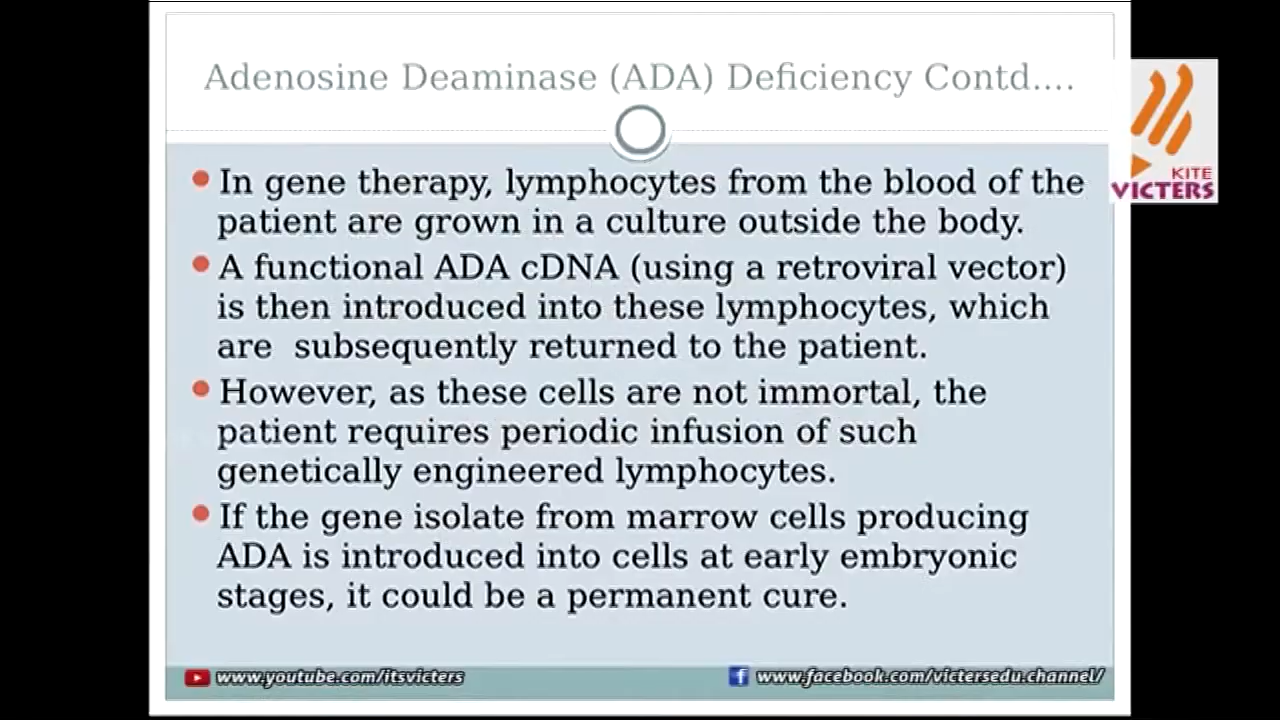 Adenosine Deaminase (ADA) Deficiency Contd....
KITE
VICTERS
In gene therapy, lymphocytes from the blood of the
patient are grown in a culture outside the body.
A functional ADA cDNA (using a retroviral vector)
is then introduced into these lymphocytes, which
are  subsequently returned to the patient.
However, as these cells are not immortal, the
patient requires periodic infusion of such
genetically engineered lymphocytes.
If the gene isolate from marrow cells producing
ADA is introduced into cells at early embryonic
stages, it could be a permanent cure.
www.youtube.com/itsvicters
www.facebook.com/victersedu.channel/